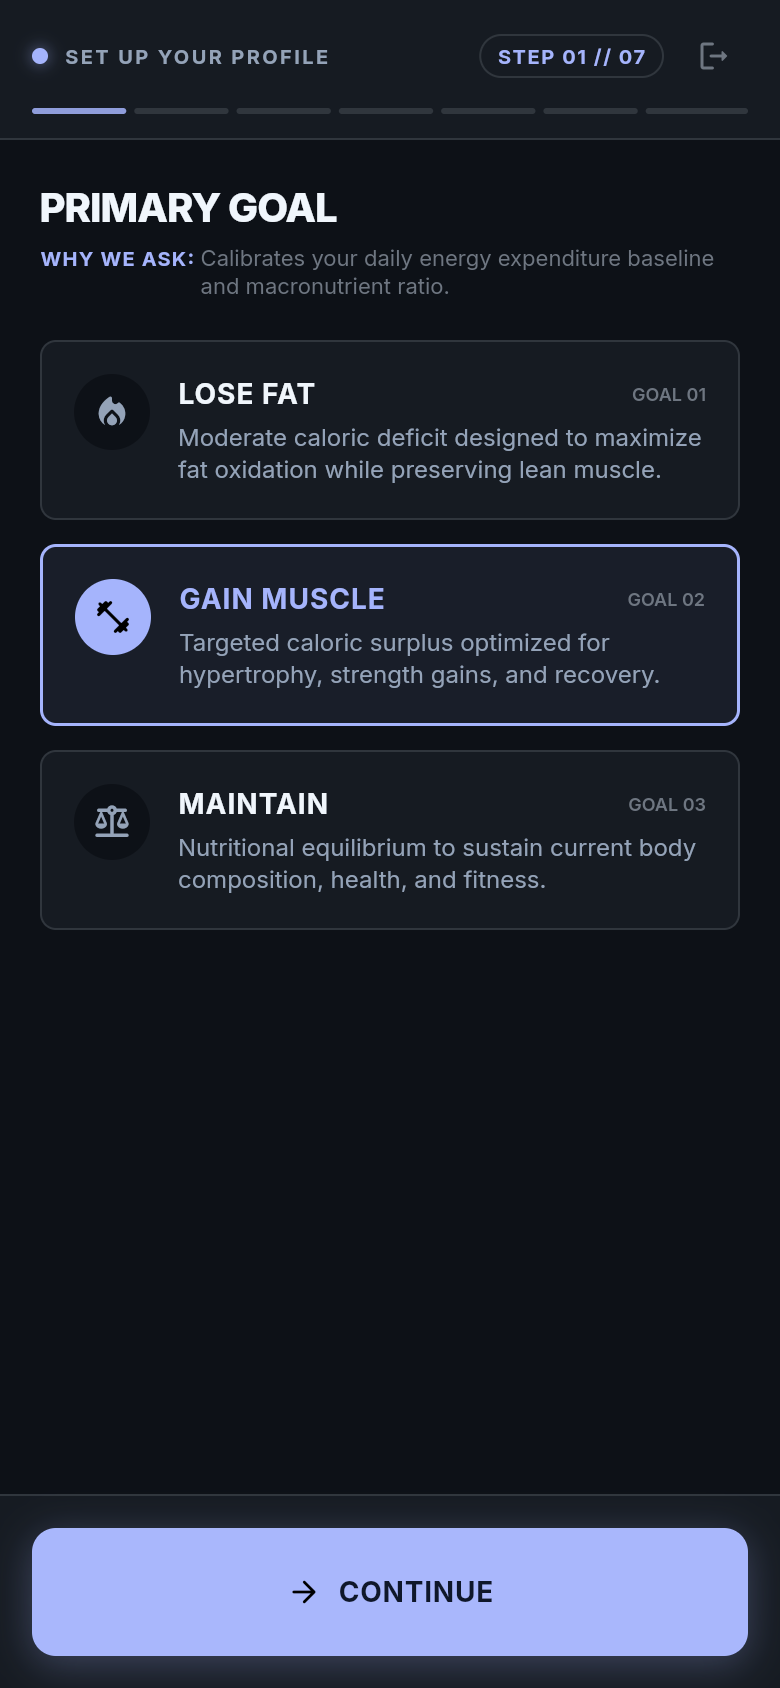 SET UP YOUR PROFILE
STEP 01 // 07
PRIMARY GOAL
WHY WE ASK: Calibrates your daily energy expenditure baseline
and macronutrient ratio.
LOSE FAT
GOAL 01
Moderate caloric deficit designed to maximize
fat oxidation while preserving lean muscle.
GAIN MUSCLE
GOAL 02
Targeted caloric surplus optimized for
hypertrophy, strength gains, and recovery.
MAINTAIN
GOAL 03
Nutritional equilibrium to sustain current body
composition, health, and fitness.
CONTINUE